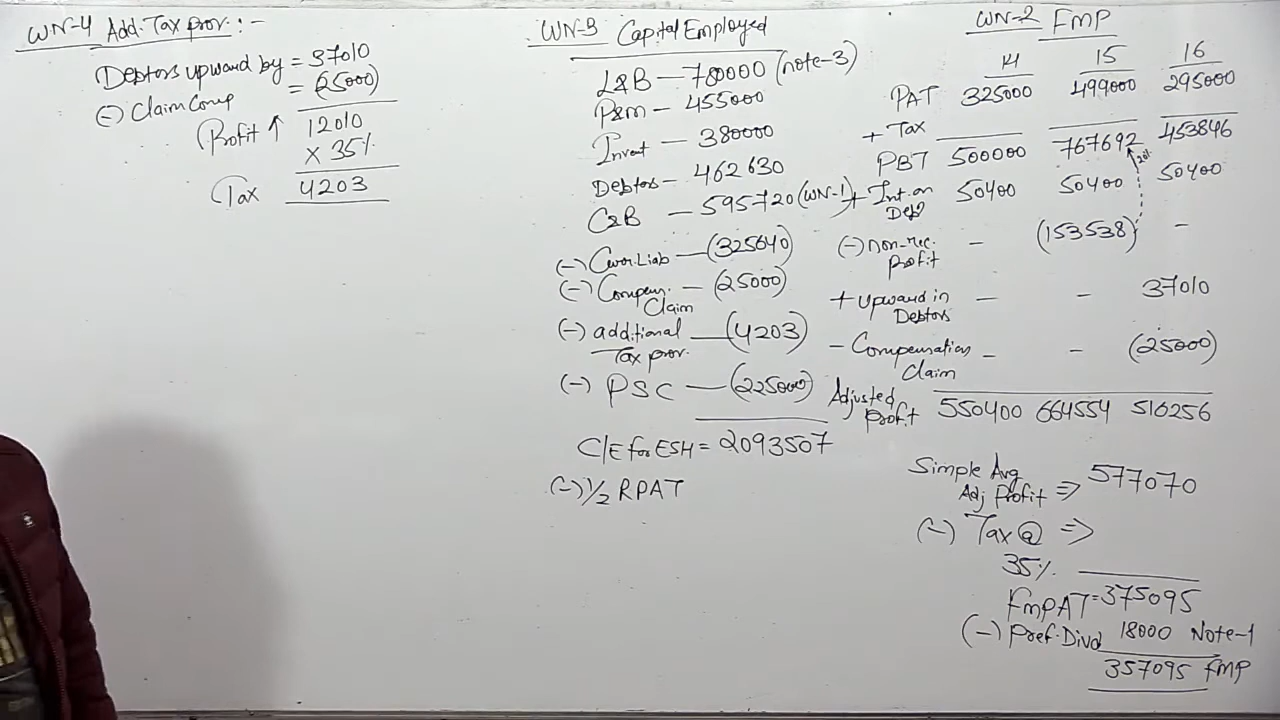 WN-4 Add. Tax prov. :-
Debtors upward by = 37010
(-) Claim Comp = (25000)
Profit ↑ 12010
X 35%
Tax 4203
WN-3 Capital Employed
L&B — 780000 (note-3)
P&M — 455000
Invent — 380000
Debtors — 462630
C&B — 595720 (WN-1)
(-) Curr. Liab — (325640)
(-) Compen. Claim — (25000)
(-) additional Tax prov. — (4203)
(-) PSC — (225000)
C/E for ESH = 2093507
(-) 1/2 RPAT
WN-2 FMP
14 15 16
PAT 325000 499000 295000
+ Tax
PBT 500000 767692 453846
20%
+ Int. on Dep? 50400 50400 50400
(-) non-rec. profit - (153538) -
+ Upward in Debtors - - 37010
- Compensation Claim - - (25000)
Adjusted Profit 550400 664554 516256
Simple Avg
Adj Profit ⇒ 577070
(-) Tax @ ⇒
35%
FMPAT = 375095
(-) Pref. Divd 18000 Note-1
357095 FMP